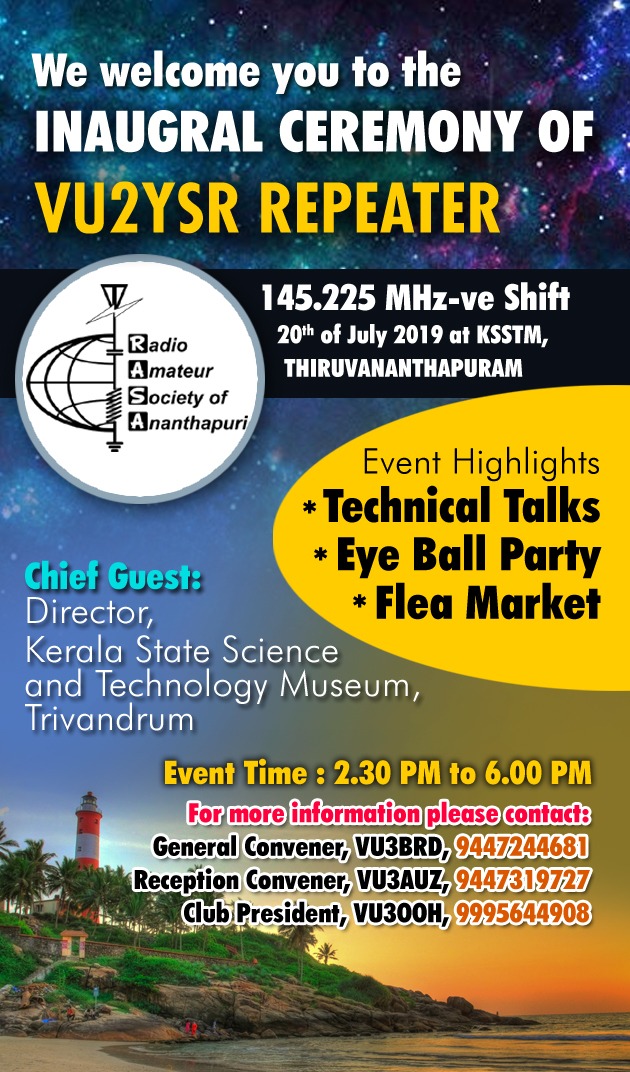 We welcome you to the
INAUGRAL CEREMONY OF
VU2YSR REPEATER
145.225 MHz-ve Shift
20th of July 2019 at KSSTM,
THIRUVANANTHAPURAM
Radio
Amateur
Society of
Ananthapuri
Event Highlights
* Technical Talks
* Eye Ball Party
* Flea Market
Chief Guest:
Director,
Kerala State Science
and Technology Museum,
Trivandrum
Event Time : 2.30 PM to 6.00 PM
For more information please contact:
General Convener, VU3BRD, 9447244681
Reception Convener, VU3AUZ, 9447319727
Club President, VU3OOH, 9995644908